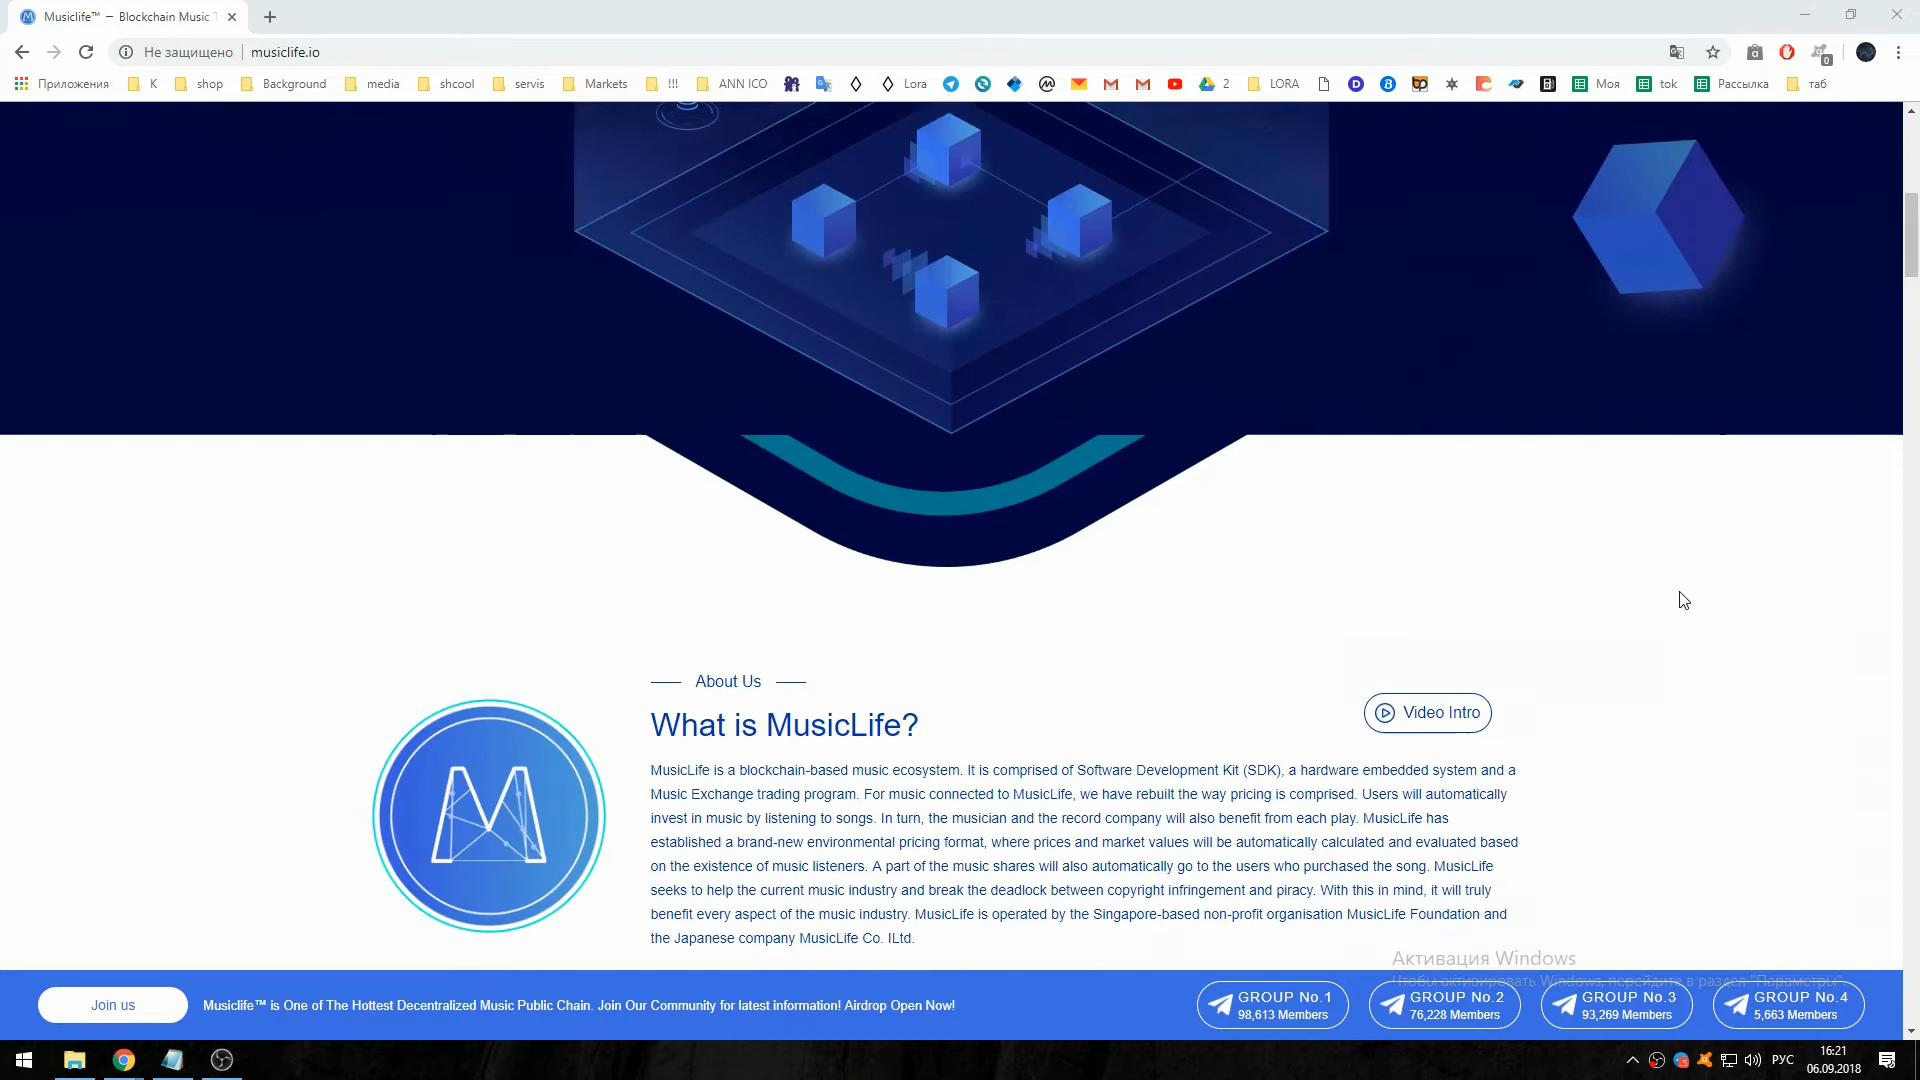 Musiclife™ — Blockchain Music T
Не защищено
musiclife.io
Приложения
K
shop
Background
media
shcool
servis
Markets
!!!
ANN ICO
Lora
2
LORA
Моя
tok
Рассылка
таб
About Us
What is MusicLife?
Video Intro
MusicLife is a blockchain-based music ecosystem. It is comprised of Software Development Kit (SDK), a hardware embedded system and a
Music Exchange trading program. For music connected to MusicLife, we have rebuilt the way pricing is comprised. Users will automatically
invest in music by listening to songs. In turn, the musician and the record company will also benefit from each play. MusicLife has
established a brand-new environmental pricing format, where prices and market values will be automatically calculated and evaluated based
on the existence of music listeners. A part of the music shares will also automatically go to the users who purchased the song. MusicLife
seeks to help the current music industry and break the deadlock between copyright infringement and piracy. With this in mind, it will truly
benefit every aspect of the music industry. MusicLife is operated by the Singapore-based non-profit organisation MusicLife Foundation and
the Japanese company MusicLife Co. lLtd.
Активация Windows
Чтобы активировать Windows, перейдите в раздел "Параметры".
Join us
Musiclife™ is One of The Hottest Decentralized Music Public Chain. Join Our Community for latest information! Airdrop Open Now!
GROUP No.1
98,613 Members
GROUP No.2
76,228 Members
GROUP No.3
93,269 Members
GROUP No.4
5,663 Members
РУС
16:21
06.09.2018